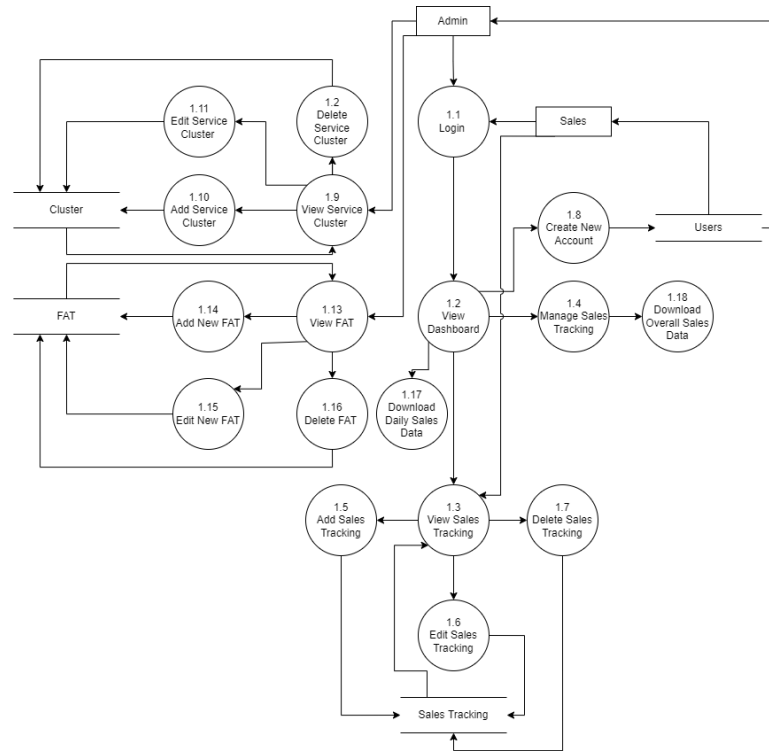 Admin
1.11
Edit Service
Cluster
1.2
Delete
Service
Cluster
1.1
Login
Sales
Cluster
1.10
Add Service
Cluster
1.9
View Service
Cluster
1.8
Create New
Account
Users
FAT
1.14
Add New FAT
1.13
View FAT
1.2
View
Dashboard
1.4
Manage Sales
Tracking
1.18
Download
Overall Sales
Data
1.15
Edit New FAT
1.16
Delete FAT
1.17
Download
Daily Sales
Data
1.5
Add Sales
Tracking
1.3
View Sales
Tracking
1.7
Delete Sales
Tracking
1.6
Edit Sales
Tracking
Sales Tracking